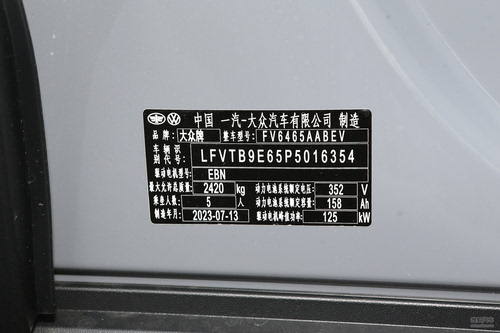 中国 一汽-大众汽车有限公司 制造
品牌 大众牌 整车型号 FV6465AABEV
车辆识别代号 LFVTB9E65P5016354
驱动电机型号 EBN
最大允许总质量 2420 kg 动力电池系统额定电压 352 V
乘坐人数 5 人 动力电池系统额定容量 158 Ah
制造年月 2023-07-13 驱动电机峰值功率 125 kW